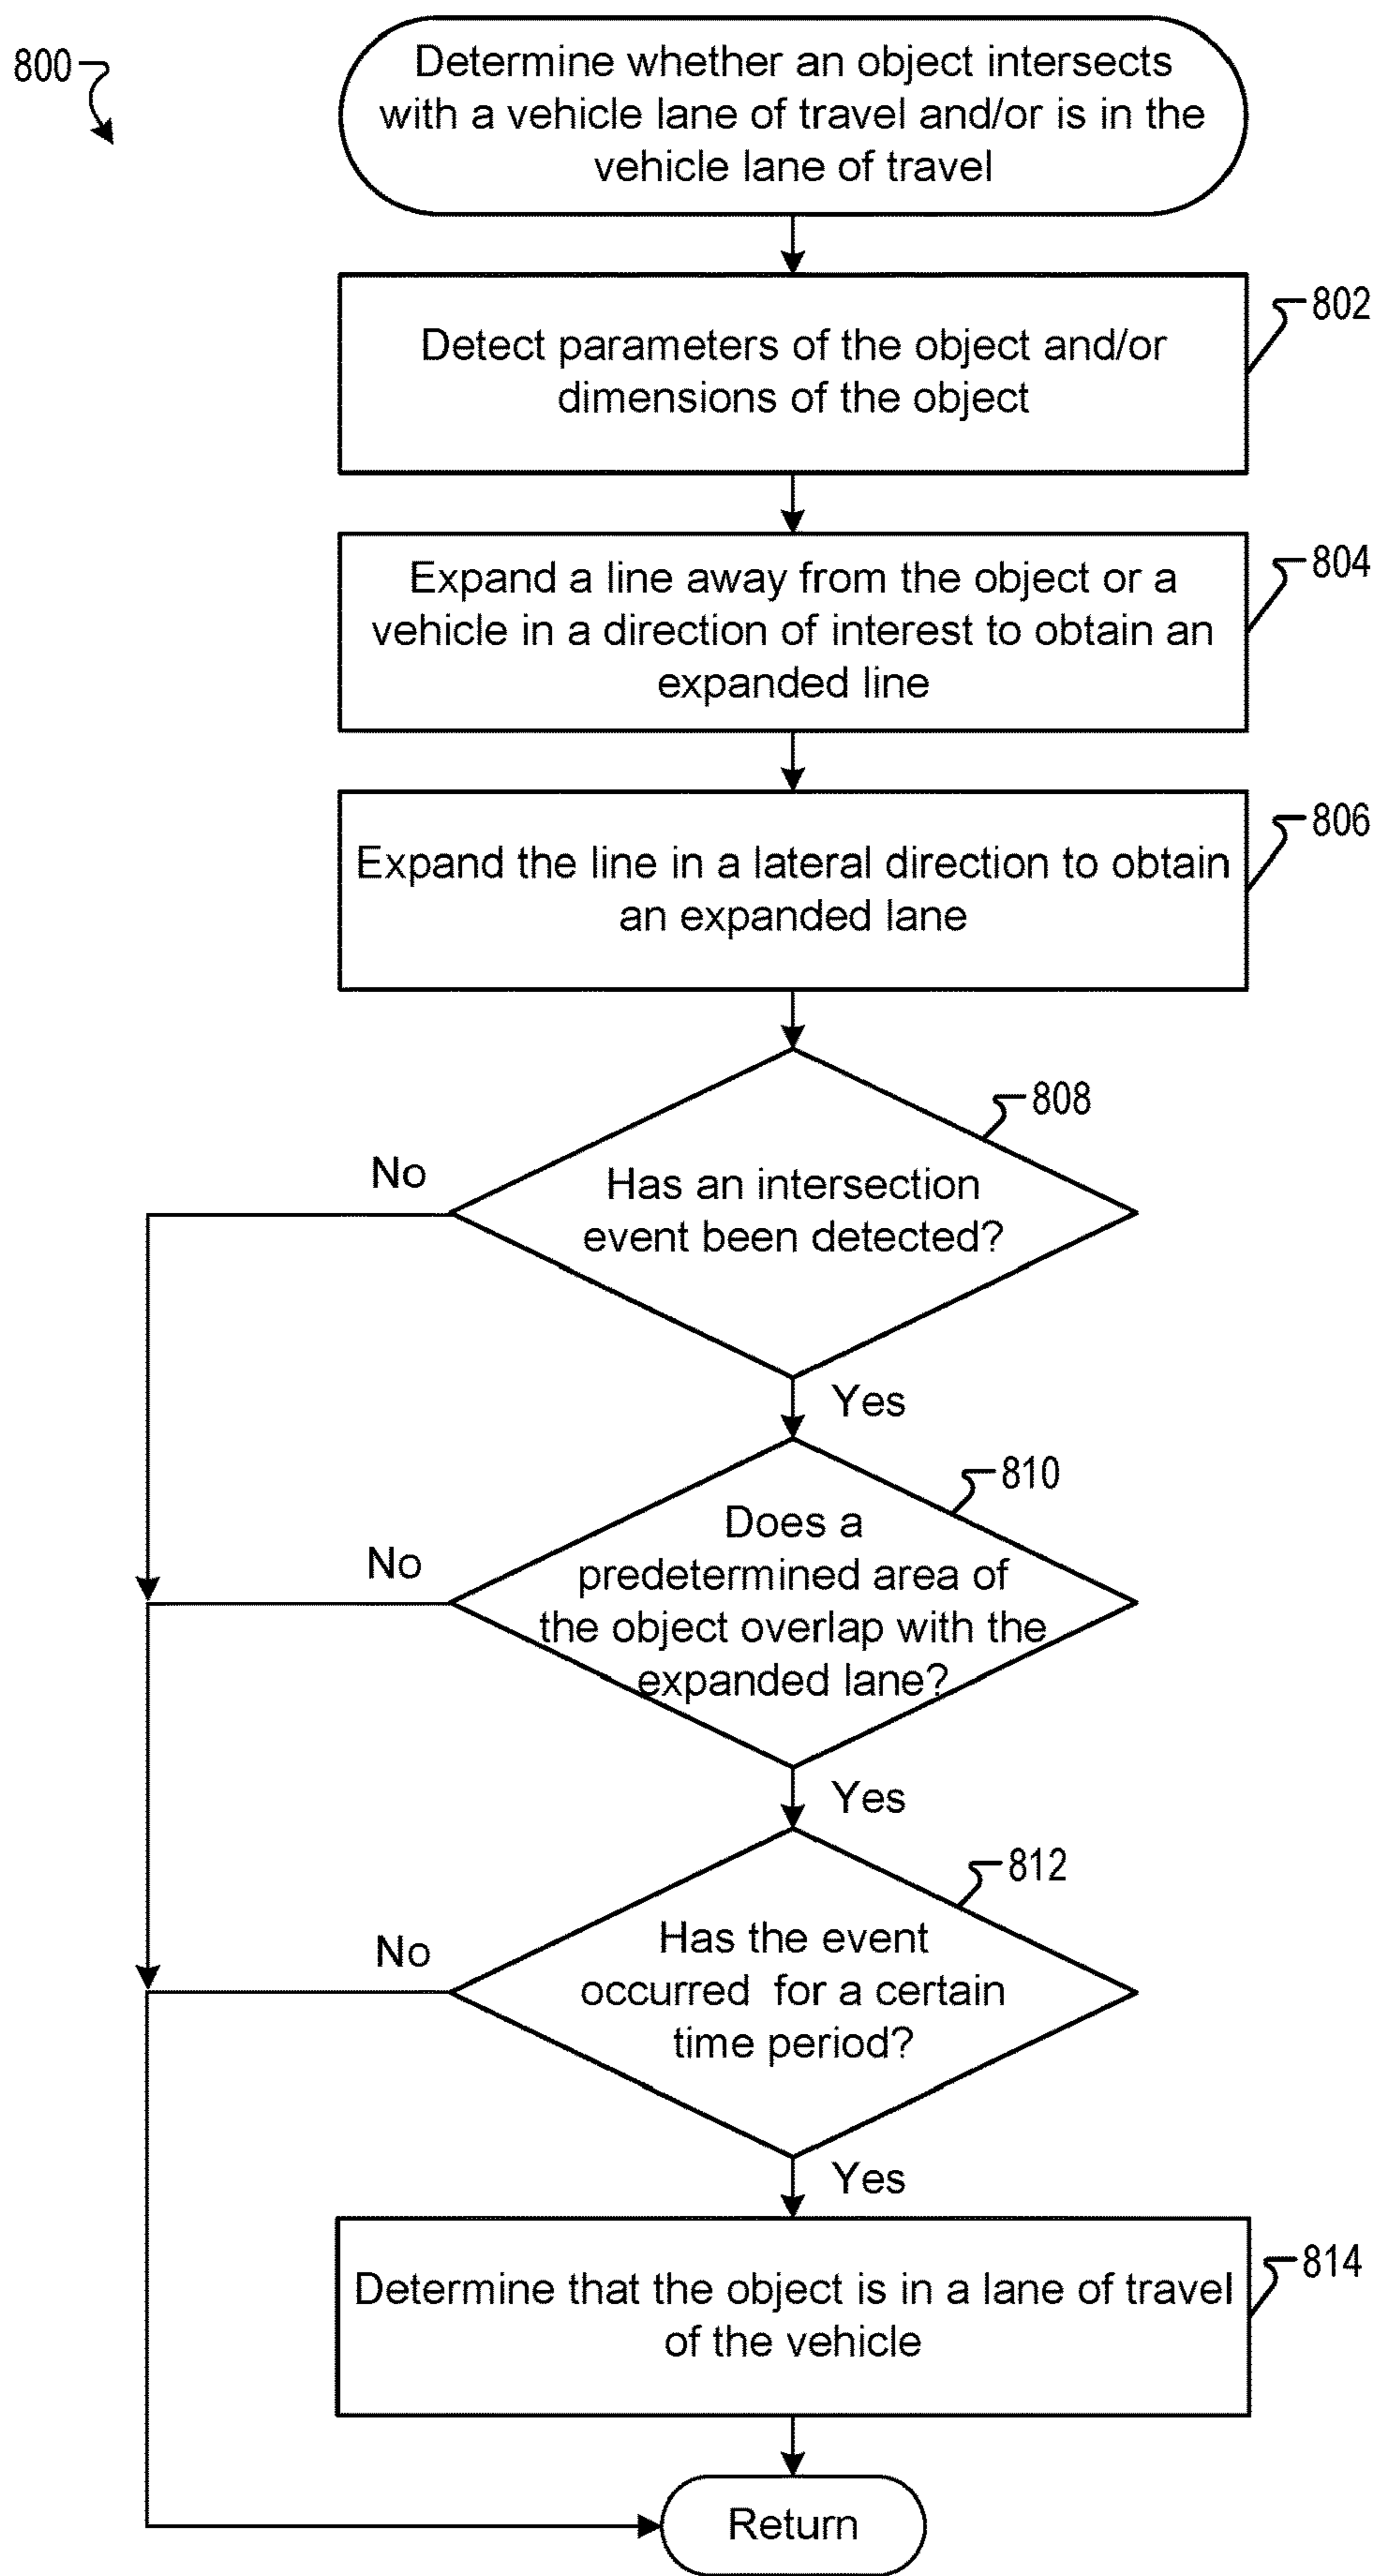 800
Determine whether an object intersects
with a vehicle lane of travel and/or is in the
vehicle lane of travel
802
Detect parameters of the object and/or
dimensions of the object
804
Expand a line away from the object or a
vehicle in a direction of interest to obtain an
expanded line
806
Expand the line in a lateral direction to obtain
an expanded lane
808
No
Has an intersection
event been detected?
Yes
810
No
Does a
predetermined area of
the object overlap with the
expanded lane?
Yes
812
No
Has the event
occurred for a certain
time period?
Yes
814
Determine that the object is in a lane of travel
of the vehicle
Return